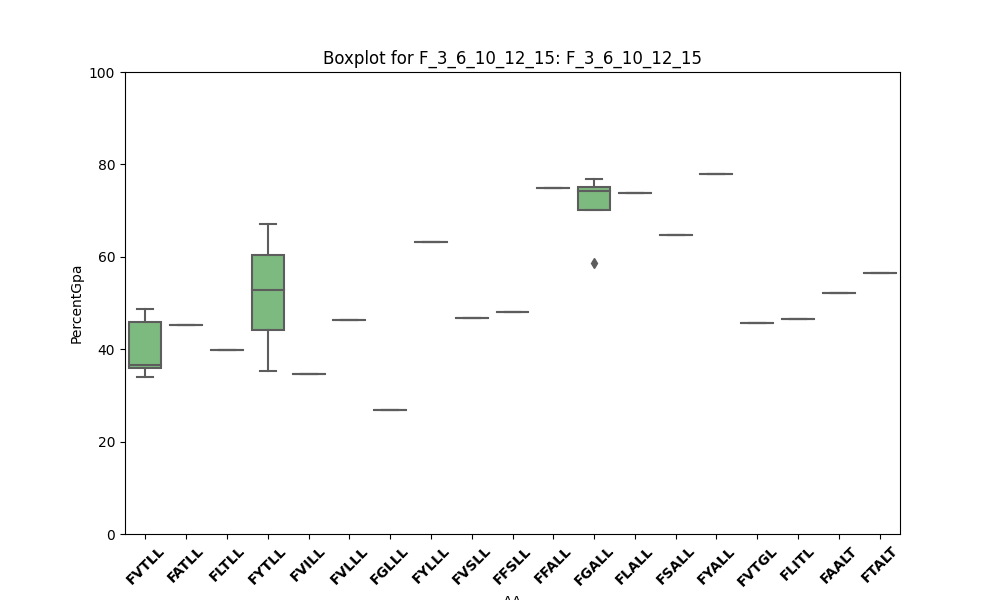 Boxplot for F_3_6_10_12_15: F_3_6_10_12_15
100
80
60
40
20
0
PercentGpa
FVTLL
FATLL
FLTLL
FYTLL
FVILL
FVLLL
FGLLL
FYLLL
FVSLL
FFSLL
FFALL
FGALL
FLALL
FSALL
FYALL
FVTGL
FLITL
FAALT
FTALT
AA